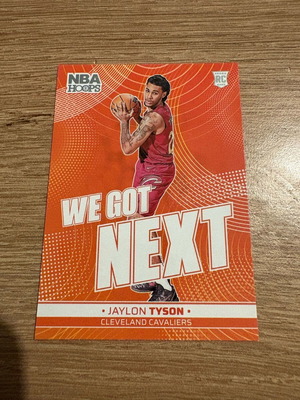 NBA
HOOPS
RC
WE GOT
NEXT
• JAYLON TYSON •
CLEVELAND CAVALIERS